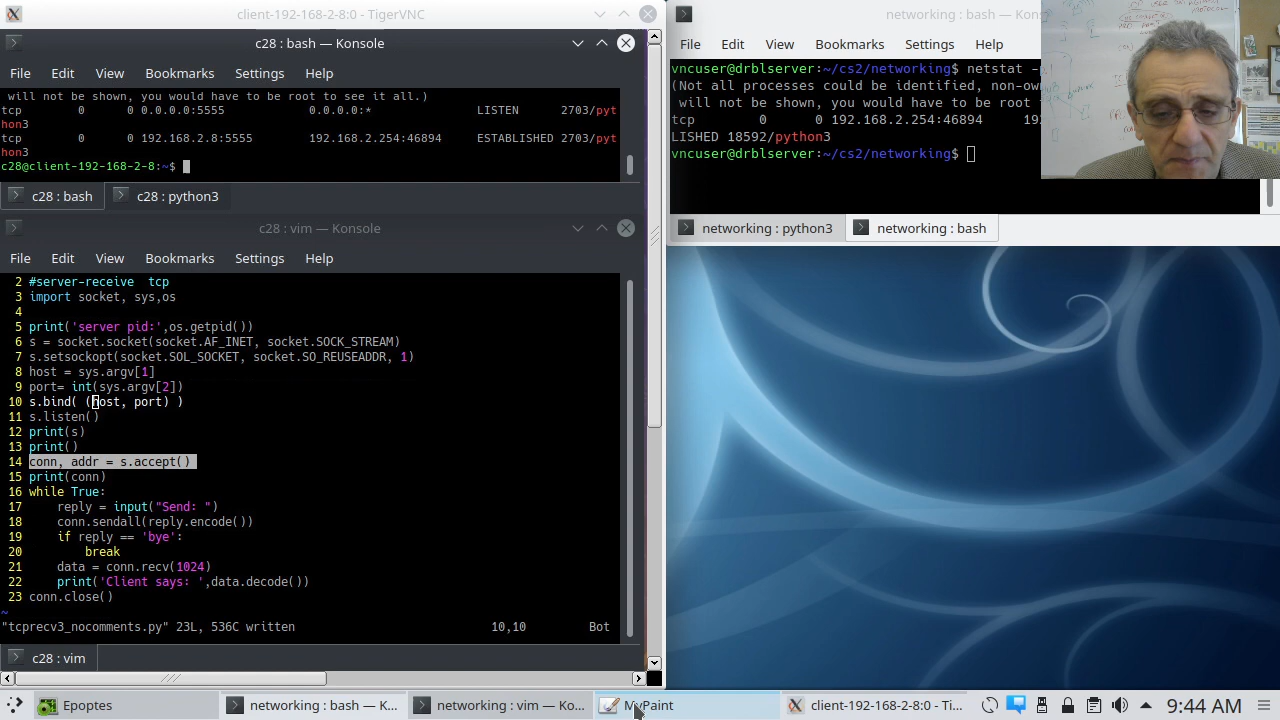 client-192-168-2-8:0 - TigerVNC
c28 : bash — Konsole
File Edit View Bookmarks Settings Help
will not be shown, you would have to be root to see it all.)
tcp 0 0 0.0.0.0:5555 0.0.0.0:* LISTEN 2703/pyt
hon3
tcp 0 0 192.168.2.8:5555 192.168.2.254:46894 ESTABLISHED 2703/pyt
hon3
c28@client-192-168-2-8:~$
c28 : bash c28 : python3
c28 : vim — Konsole
File Edit View Bookmarks Settings Help
2 #server-receive tcp
3 import socket, sys,os
4
5 print('server pid:',os.getpid())
6 s = socket.socket(socket.AF_INET, socket.SOCK_STREAM)
7 s.setsockopt(socket.SOL_SOCKET, socket.SO_REUSEADDR, 1)
8 host = sys.argv[1]
9 port= int(sys.argv[2])
10 s.bind( (host, port) )
11 s.listen()
12 print(s)
13 print()
14 conn, addr = s.accept()
15 print(conn)
16 while True:
17 reply = input("Send: ")
18 conn.sendall(reply.encode())
19 if reply == 'bye':
20 break
21 data = conn.recv(1024)
22 print('Client says: ',data.decode())
23 conn.close()
~
"tcprecv3_nocomments.py" 23L, 536C written 10,10 Bot
c28 : vim
networking : bash — Kons
File Edit View Bookmarks Settings Help
vncuser@drblserver:~/cs2/networking$ netstat -p
(Not all processes could be identified, non-own
will not be shown, you would have to be root
tcp 0 0 192.168.2.254:46894 19
LISHED 18592/python3
vncuser@drblserver:~/cs2/networking$
networking : python3 networking : bash
Epoptes networking : bash — K... networking : vim — Ko... MyPaint client-192-168-2-8:0 - Ti... 9:44 AM